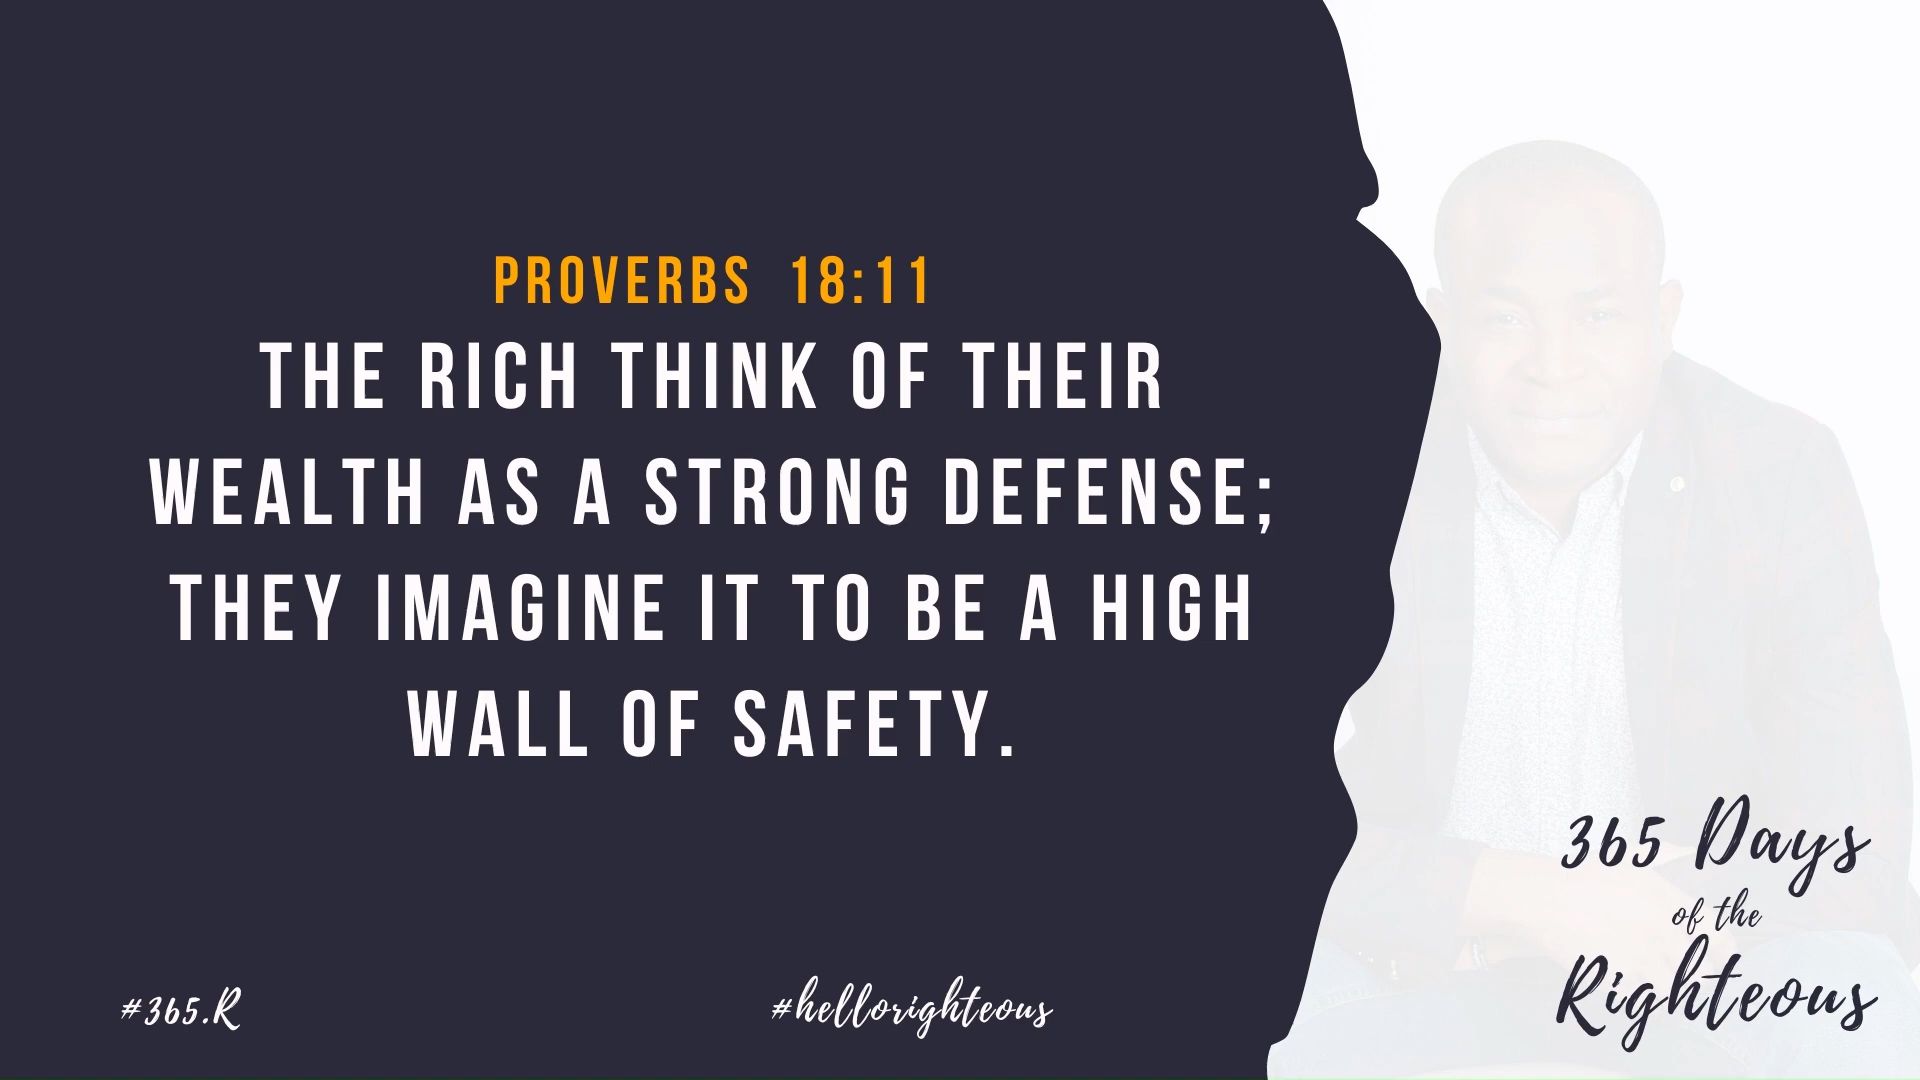 PROVERBS 18:11
THE RICH THINK OF THEIR
WEALTH AS A STRONG DEFENSE;
THEY IMAGINE IT TO BE A HIGH
WALL OF SAFETY.
#365.R
#hellorighteous
365 Days
of the
Righteous